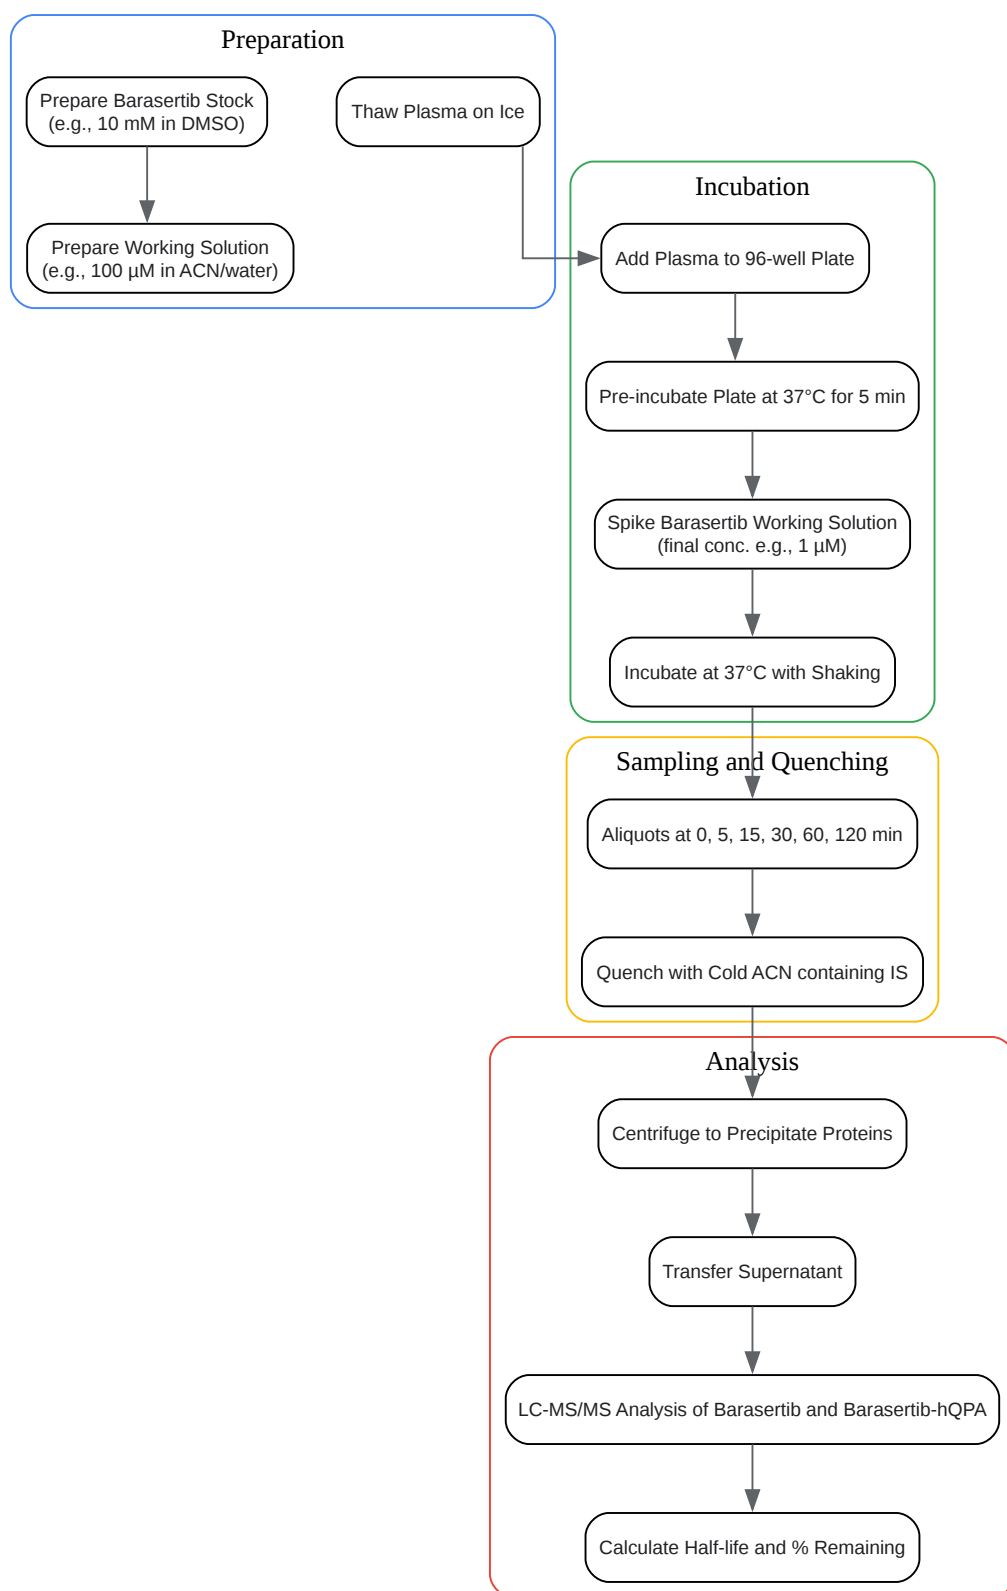 Preparation
Prepare Barasertib Stock
(e.g., 10 mM in DMSO)
Thaw Plasma on Ice
Prepare Working Solution
(e.g., 100 µM in ACN/water)
Incubation
Add Plasma to 96-well Plate
Pre-incubate Plate at 37°C for 5 min
Spike Barasertib Working Solution
(final conc. e.g., 1 µM)
Incubate at 37°C with Shaking
Sampling and Quenching
Aliquots at 0, 5, 15, 30, 60, 120 min
Quench with Cold ACN containing IS
Analysis
Centrifuge to Precipitate Proteins
Transfer Supernatant
LC-MS/MS Analysis of Barasertib and Barasertib-hQPA
Calculate Half-life and % Remaining